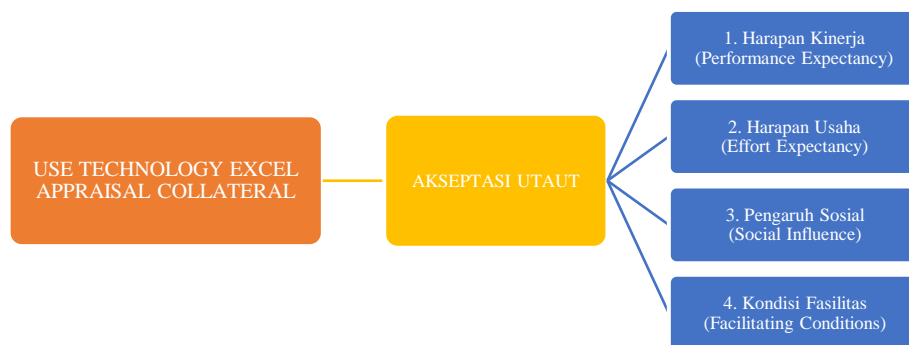 USE TECHNOLOGY EXCEL
APPRAISAL COLLATERAL
AKSEPTASI UTAUT
1. Harapan Kinerja
(Performance Expectancy)
2. Harapan Usaha
(Effort Expectancy)
3. Pengaruh Sosial
(Social Influence)
4. Kondisi Fasilitas
(Facilitating Conditions)